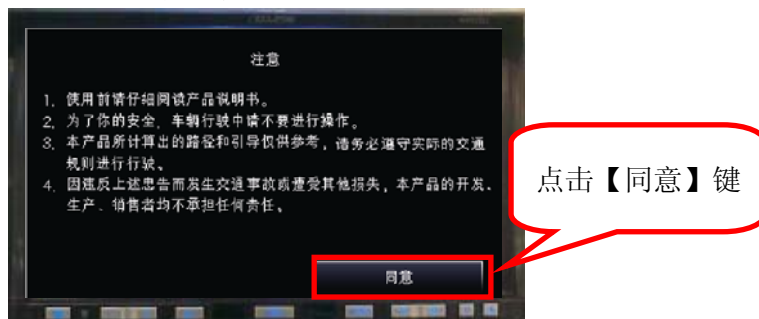 注意
1. 使用前请仔细阅读产品说明书。
2. 为了你的安全, 车辆行驶中请不要进行操作。
3. 本产品所计算出的路径和引导仅供参考, 请务必遵守实际的交通
规则进行行驶。
4. 因违反上述忠告而发生交通事故或遭受其他损失, 本产品的开发、
生产、销售者均不承担任何责任。
同意
点击【同意】键